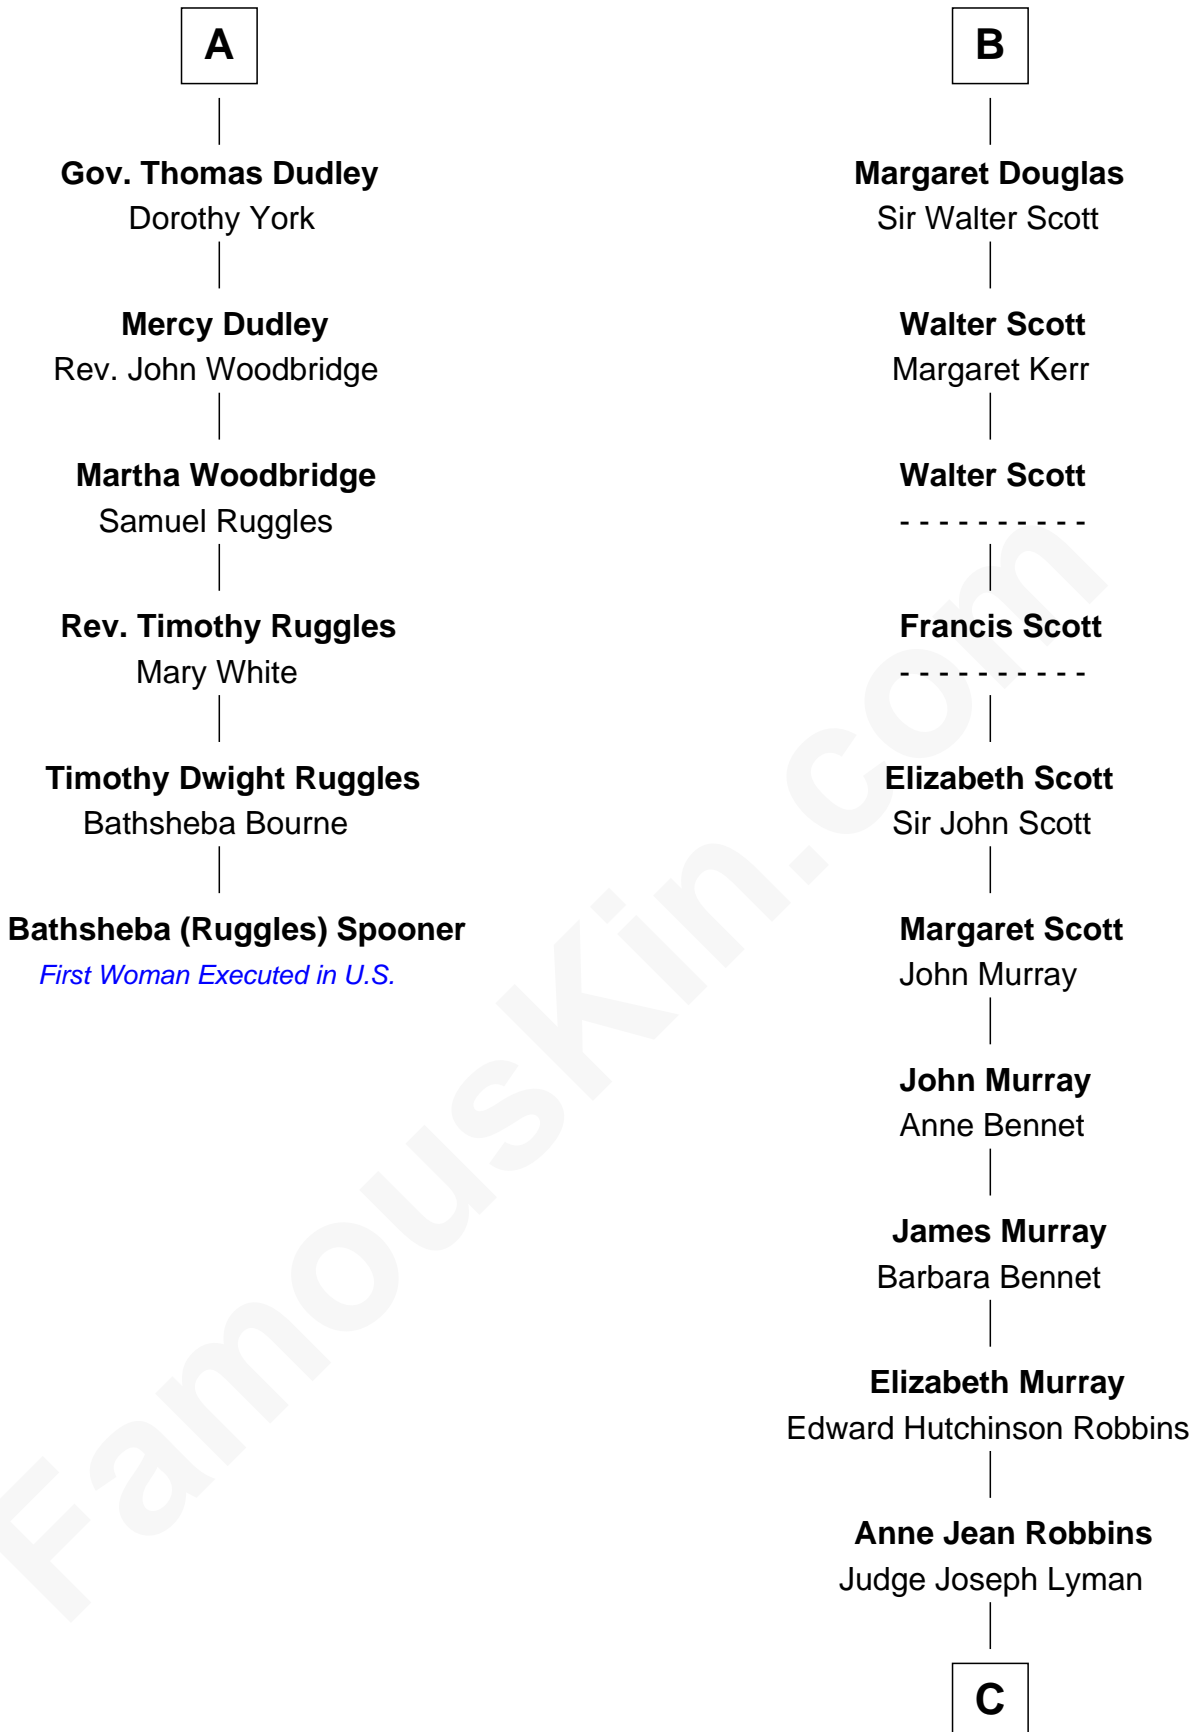 A
Gov. Thomas Dudley
Dorothy York
Mercy Dudley
Rev. John Woodbridge
Martha Woodbridge
Samuel Ruggles
Rev. Timothy Ruggles
Mary White
Timothy Dwight Ruggles
Bathsheba Bourne
Bathsheba (Ruggles) Spooner
First Woman Executed in U.S.
B
Margaret Douglas
Sir Walter Scott
Walter Scott
Margaret Kerr
Walter Scott
- - - - - - - - - -
Francis Scott
- - - - - - - - - -
Elizabeth Scott
Sir John Scott
Margaret Scott
John Murray
John Murray
Anne Bennet
James Murray
Barbara Bennet
Elizabeth Murray
Edward Hutchinson Robbins
Anne Jean Robbins
Judge Joseph Lyman
C
FamousKin.com